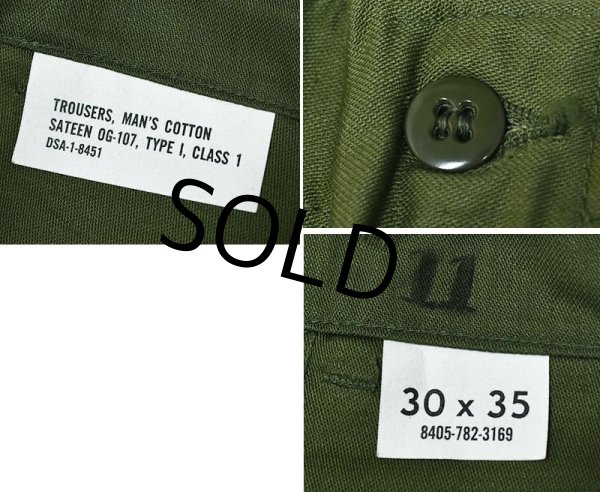 TROUSERS, MAN'S COTTON
SATEEN OG-107, TYPE I, CLASS 1
DSA-1-8451
SOLD
11
30 x 35
8405-782-3169